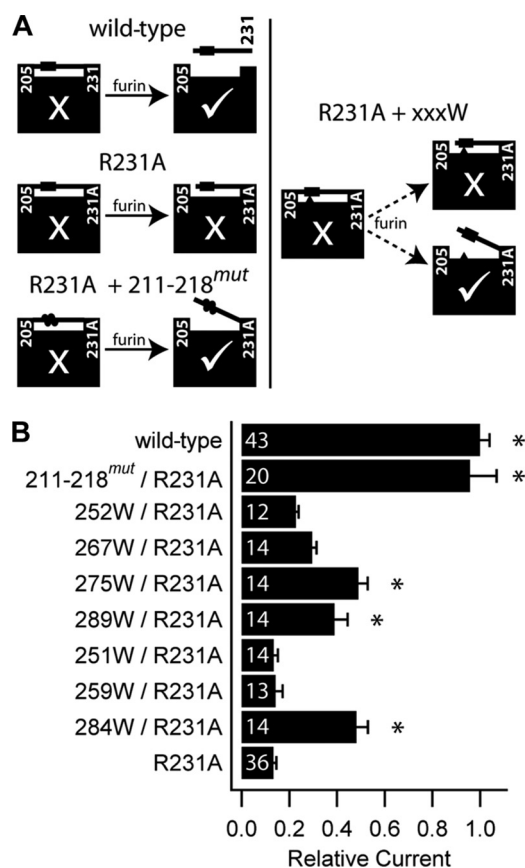 A
wild-type
205
X
furin
231
✓
R231A
205
X
231A
furin
205
X
231A
R231A + 211-218mut
205
X
231A
furin
✓
205
231A
R231A + xxxW
205
X
231A
furin
205
X
231A
205
✓
231A
B
wild-type 43 *
211-218mut / R231A 20 *
252W / R231A 12
267W / R231A 14
275W / R231A 14 *
289W / R231A 14 *
251W / R231A 14
259W / R231A 13
284W / R231A 14 *
R231A 36
0.0 0.2 0.4 0.6 0.8 1.0
Relative Current